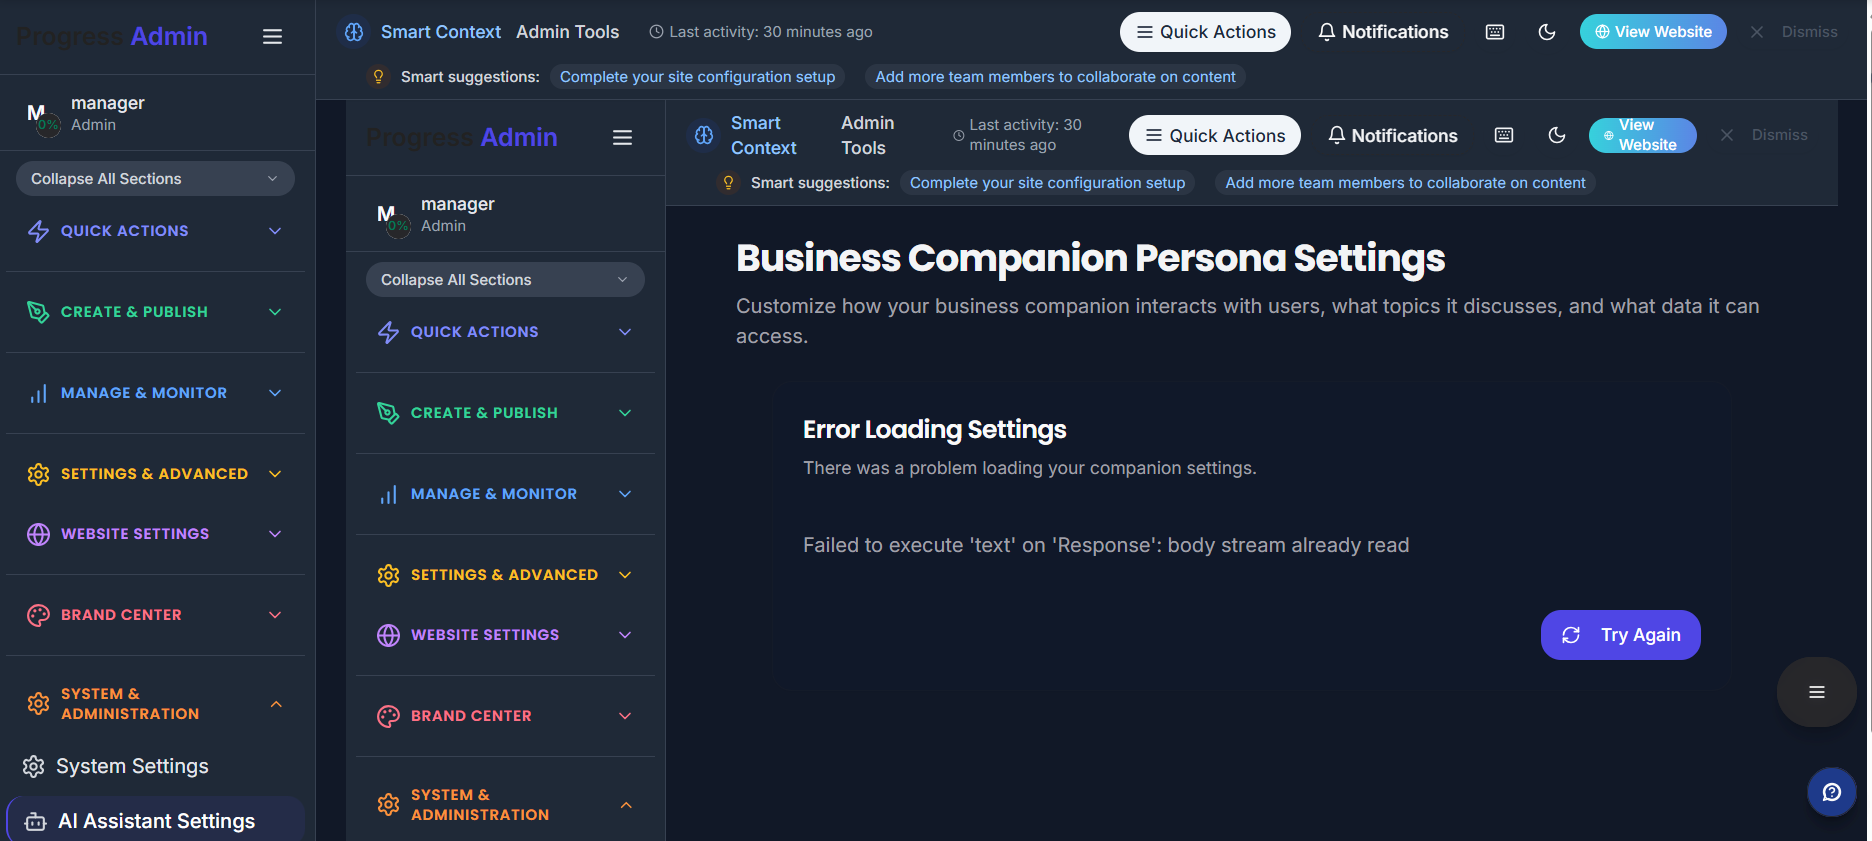 Progress Admin
manager
M
0%
Admin
Collapse All Sections
QUICK ACTIONS
CREATE & PUBLISH
MANAGE & MONITOR
SETTINGS & ADVANCED
WEBSITE SETTINGS
BRAND CENTER
SYSTEM &
ADMINISTRATION
System Settings
AI Assistant Settings
Smart Context Admin Tools Last activity: 30 minutes ago Quick Actions Notifications View Website Dismiss
Smart suggestions: Complete your site configuration setup Add more team members to collaborate on content
Progress Admin
manager
M
0%
Admin
Collapse All Sections
QUICK ACTIONS
CREATE & PUBLISH
MANAGE & MONITOR
SETTINGS & ADVANCED
WEBSITE SETTINGS
BRAND CENTER
SYSTEM &
ADMINISTRATION
Smart
Context
Admin
Tools
Last activity: 30
minutes ago
Quick Actions
Notifications
View
Website
Dismiss
Smart suggestions: Complete your site configuration setup Add more team members to collaborate on content
Business Companion Persona Settings
Customize how your business companion interacts with users, what topics it discusses, and what data it can
access.
Error Loading Settings
There was a problem loading your companion settings.
Failed to execute 'text' on 'Response': body stream already read
Try Again